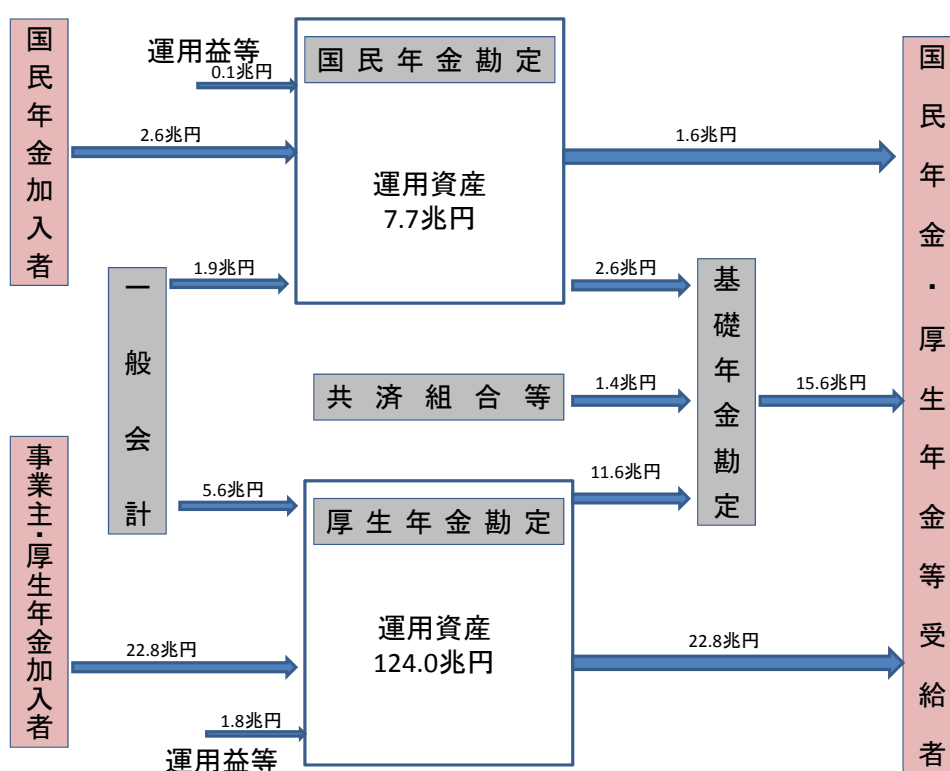 国民年金加入者
運用益等
0.1兆円
2.6兆円
国民年金勘定
運用資産
7.7兆円
1.6兆円
国民年金・厚生年金等受給者
一般会計
1.9兆円
2.6兆円
基礎年金勘定
共済組合等
1.4兆円
15.6兆円
事業主・厚生年金加入者
5.6兆円
11.6兆円
厚生年金勘定
運用資産
124.0兆円
22.8兆円
22.8兆円
1.8兆円
運用益等